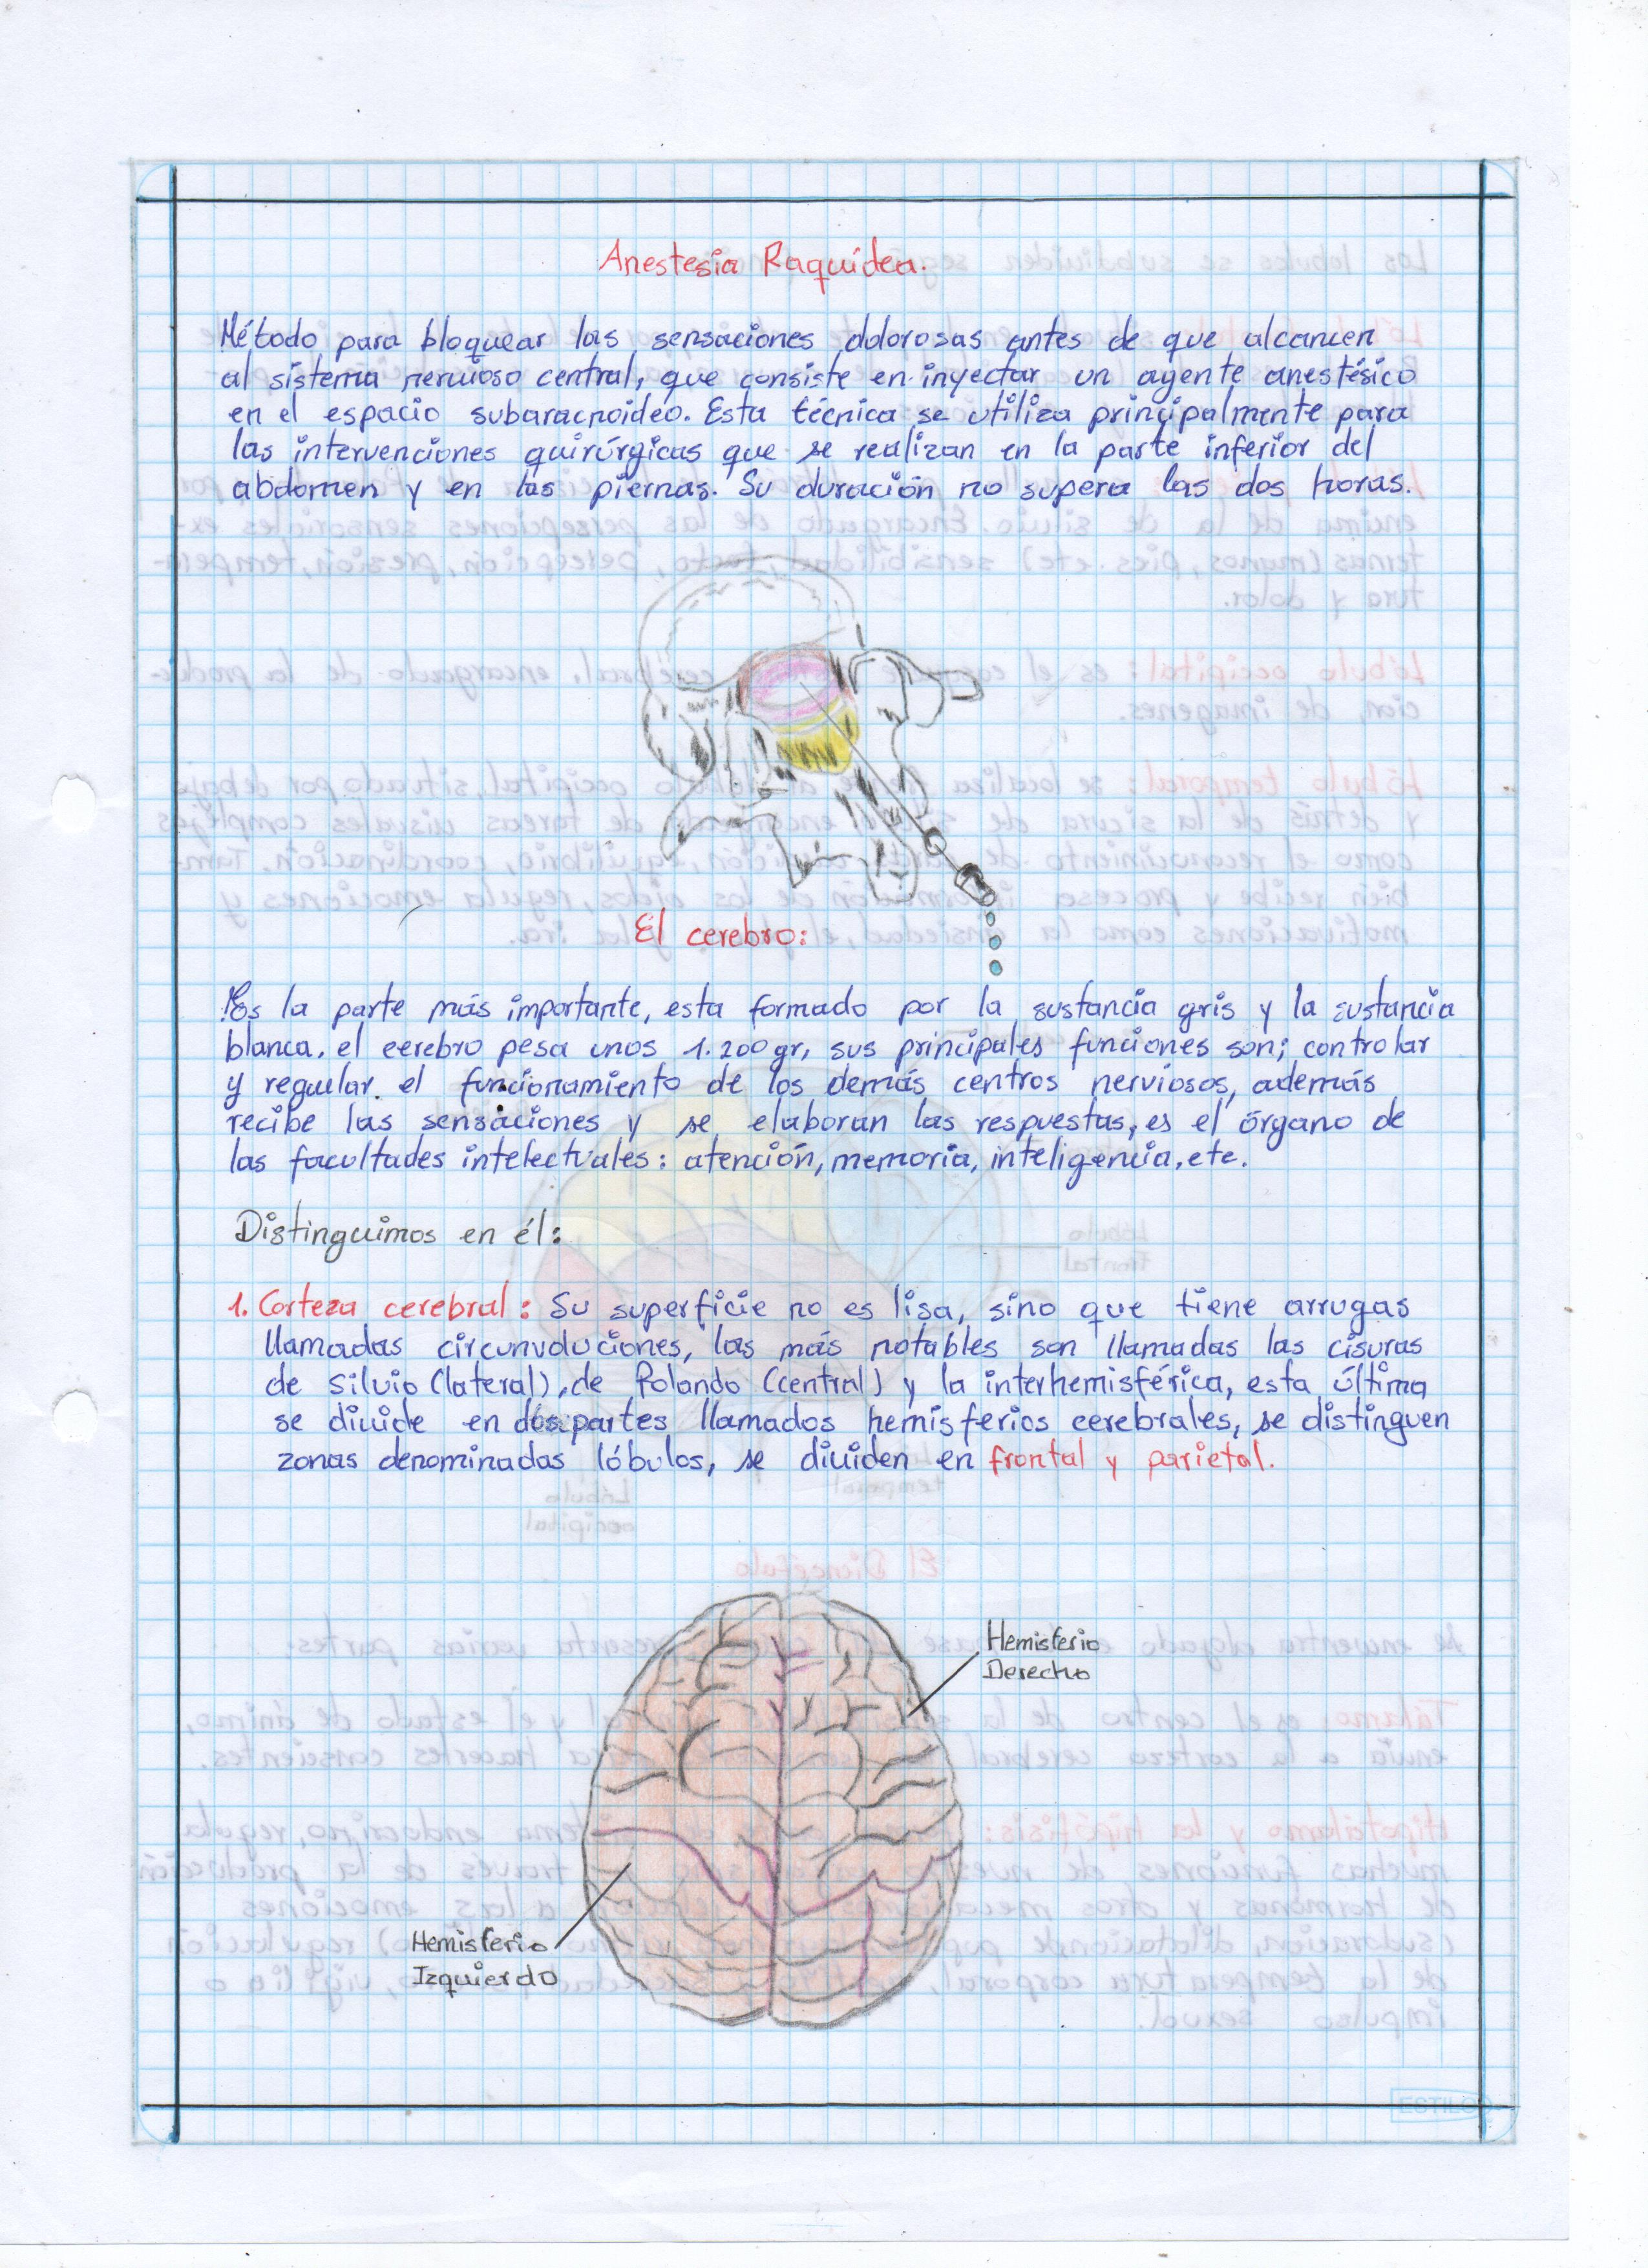 Anestesia Raquídea.
Método para bloquear las sensaciones dolorosas antes de que alcancen
al sistema nervioso central, que consiste en inyectar un agente anestésico
en el espacio subaracnoideo. Esta técnica se utiliza principalmente para
las intervenciones quirúrgicas que se realizan en la parte inferior del
abdomen y en las piernas. Su duración no supera las dos horas.
El cerebro:
Es la parte más importante, esta formado por la sustancia gris y la sustancia
blanca. el cerebro pesa unos 1.200 gr, sus principales funciones son; controlar
y regular el funcionamiento de los demás centros nerviosos, además
recibe las sensaciones y se elaboran las respuestas, es el órgano de
las facultades intelectuales: atención, memoria, inteligencia, etc.
Distinguimos en él:
1. Corteza cerebral: Su superficie no es lisa, sino que tiene arrugas
llamadas circunvoluciones, las más notables son llamadas las cisuras
de Silvio (lateral), de Rolando (central) y la interhemisférica, esta última
se divide en dos partes llamados hemisferios cerebrales, se distinguen
zonas denominadas lóbulos, se dividen en frontal y parietal.
Hemisferio
Derecho
Hemisferio
Izquierdo
ESTILO